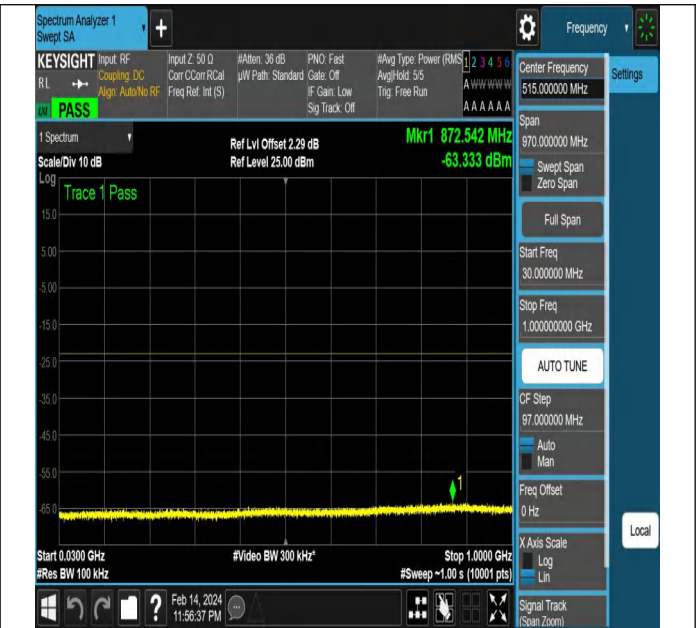 Spectrum Analyzer 1
Swept SA
+
Frequency
KEYSIGHT
RL
PASS
Input: RF
Coupling: DC
Align: Auto/No RF
Input Z: 50 Ω
Corr CCorr RCal
Freq Ref: Int (S)
#Atten: 36 dB
µW Path: Standard
PNO: Fast
Gate: Off
IF Gain: Low
Sig Track: Off
#Avg Type: Power (RMS
Avg|Hold: 5/5
Trig: Free Run
1 2 3 4 5 6
A W W W W W
A A A A A A
1 Spectrum
Scale/Div 10 dB
Ref Lvl Offset 2.29 dB
Ref Level 25.00 dBm
Mkr1 872.542 MHz
-63.333 dBm
Log
Trace 1 Pass
15.0
5.00
-5.00
-15.0
-25.0
-35.0
-45.0
-55.0
-65.0
1
Start 0.0300 GHz
#Video BW 300 kHz*
Stop 1.0000 GHz
#Res BW 100 kHz
#Sweep ~1.00 s (10001 pts)
?
Feb 14, 2024
11:56:37 PM
Center Frequency
515.000000 MHz
Settings
Span
970.000000 MHz
Swept Span
Zero Span
Full Span
Start Freq
30.000000 MHz
Stop Freq
1.000000000 GHz
AUTO TUNE
CF Step
97.000000 MHz
Auto
Man
Freq Offset
0 Hz
X Axis Scale
Log
Lin
Local
Signal Track
(Span Zoom)